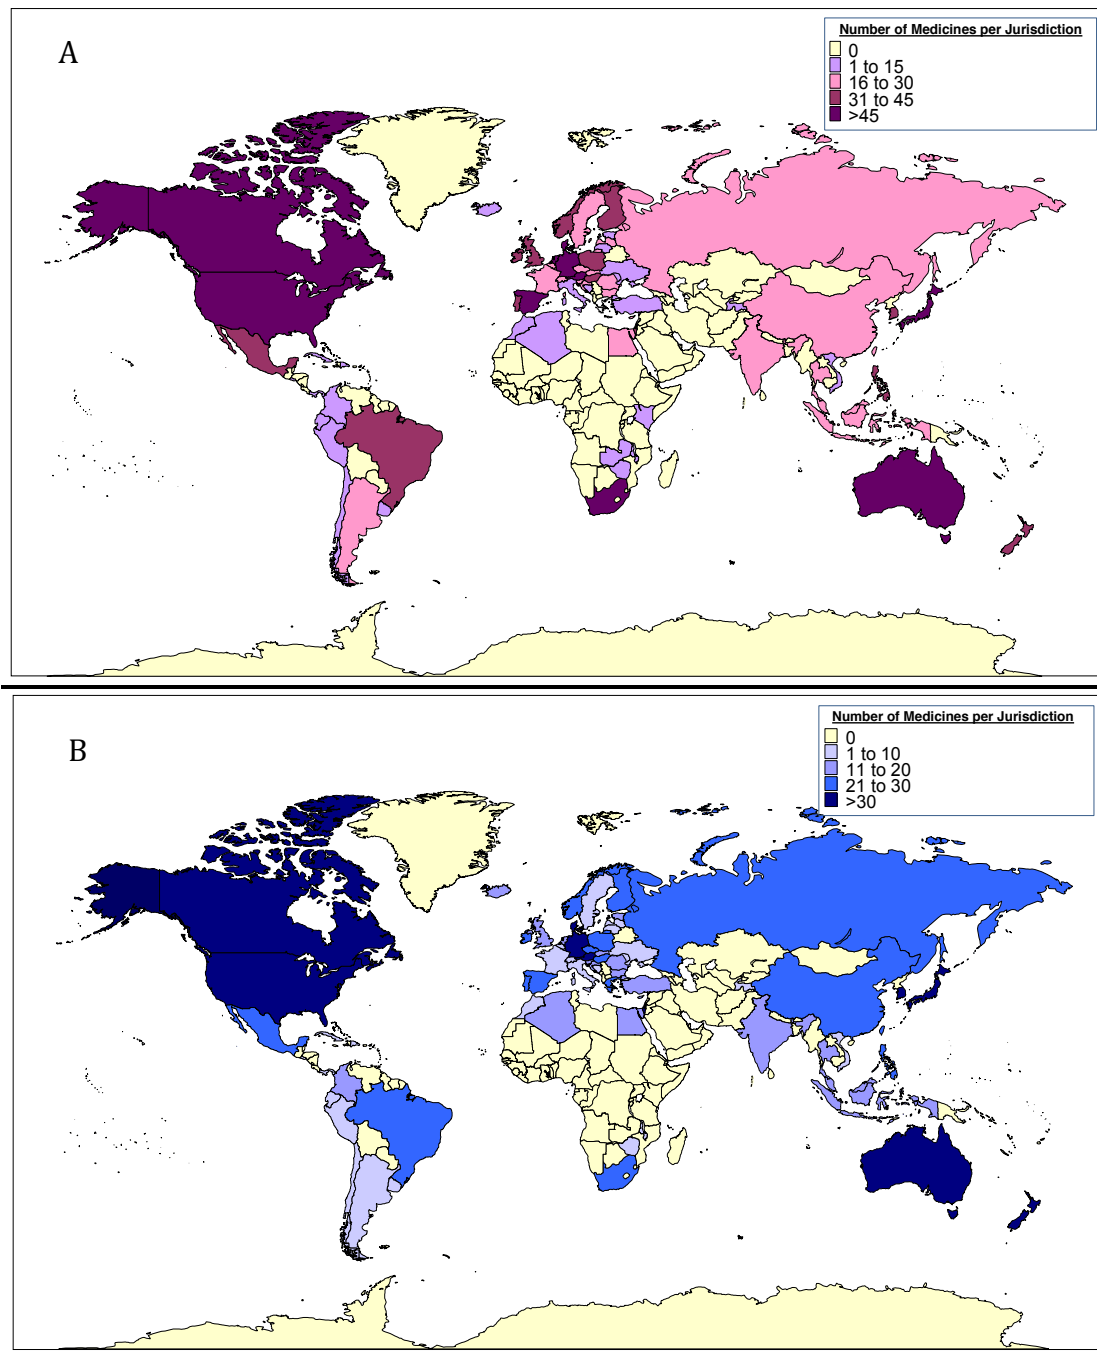 A
Number of Medicines per Jurisdiction
0
1 to 15
16 to 30
31 to 45
>45
B
Number of Medicines per Jurisdiction
0
1 to 10
11 to 20
21 to 30
>30